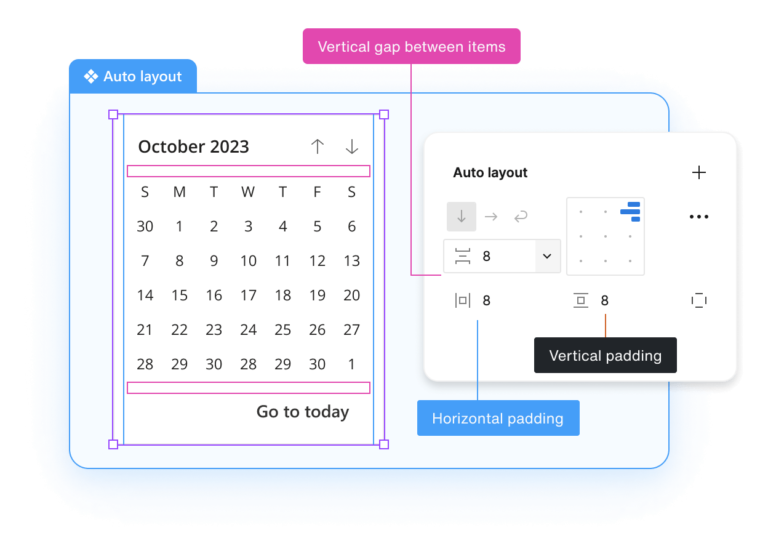 Vertical gap between items
Auto layout
October 2023
S M T W T F S
30 1 2 3 4 5 6
7 8 9 10 11 12 13
14 15 16 17 18 19 20
21 22 23 24 25 26 27
28 29 30 28 29 30 1
Go to today
Auto layout
8
8 8
Vertical padding
Horizontal padding